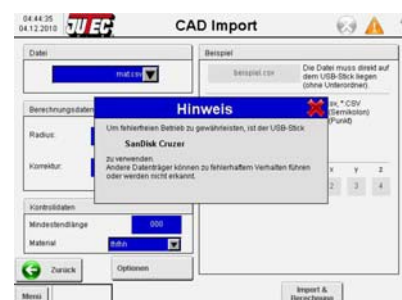 04:44:35
04.12.2010
JUTEC
CAD Import
Datei
mat.csv
Beispiel
beispiel.csv
Die Datei muss direkt auf
dem USB-Stick liegen
(ohne Unterordner).
Berechnungsdaten
Radius:
Korrektur:
sv, *.CSV
(Semikolon)
(Punkt)
x y z
2 3 4
Hinweis
Um fehlerfreien Betrieb zu gewährleisten, ist der USB-Stick
SanDisk Cruzer
zu verwenden.
Andere Datenträger können zu fehlerhaftem Verhalten führen
oder werden nicht erkannt.
Kontrolldaten
Mindestendlänge
000
Material
Zurück
Optionen
Menü
Import &
Berechnung